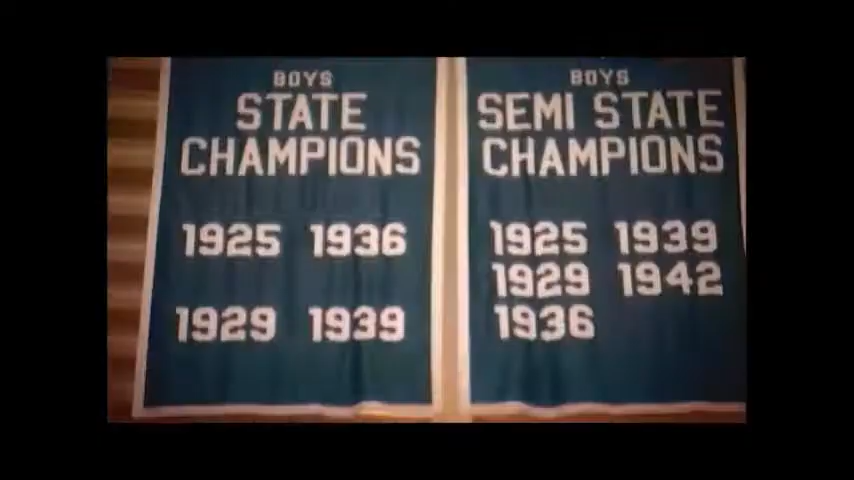 BOYS
STATE
CHAMPIONS
1925 1936
1929 1939
BOYS
SEMI STATE
CHAMPIONS
1925 1939
1929 1942
1936